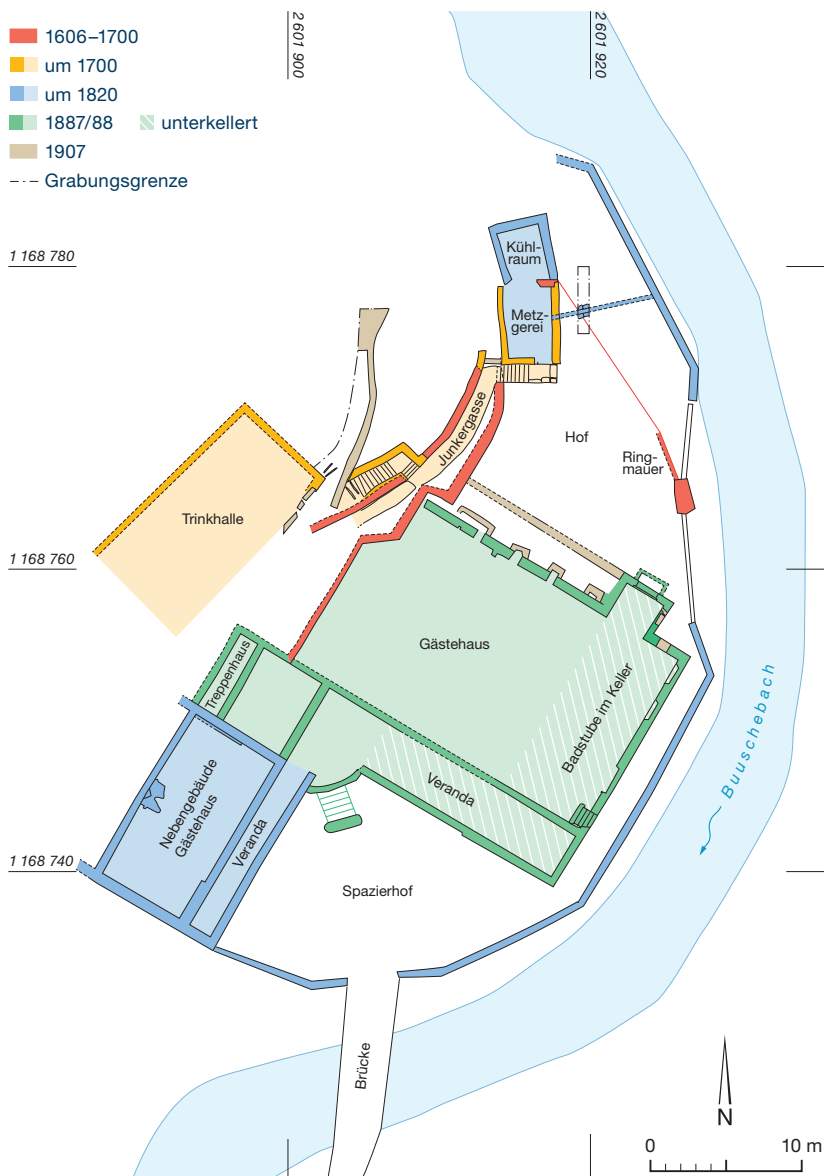 2 601 900
2 601 920
1606–1700
um 1700
um 1820
1887/88
unterkellert
1907
Grabungsgrenze
1 168 780
Kühl-
raum
Metz-
gerei
Junkergasse
Hof
Ring-
mauer
Trinkhalle
1 168 760
Gästehaus
Treppenhaus
Badstube im Keller
Veranda
Buuschebach
Nebengebäude
Gästehaus
Veranda
1 168 740
Spazierhof
Brücke
N
0
10 m